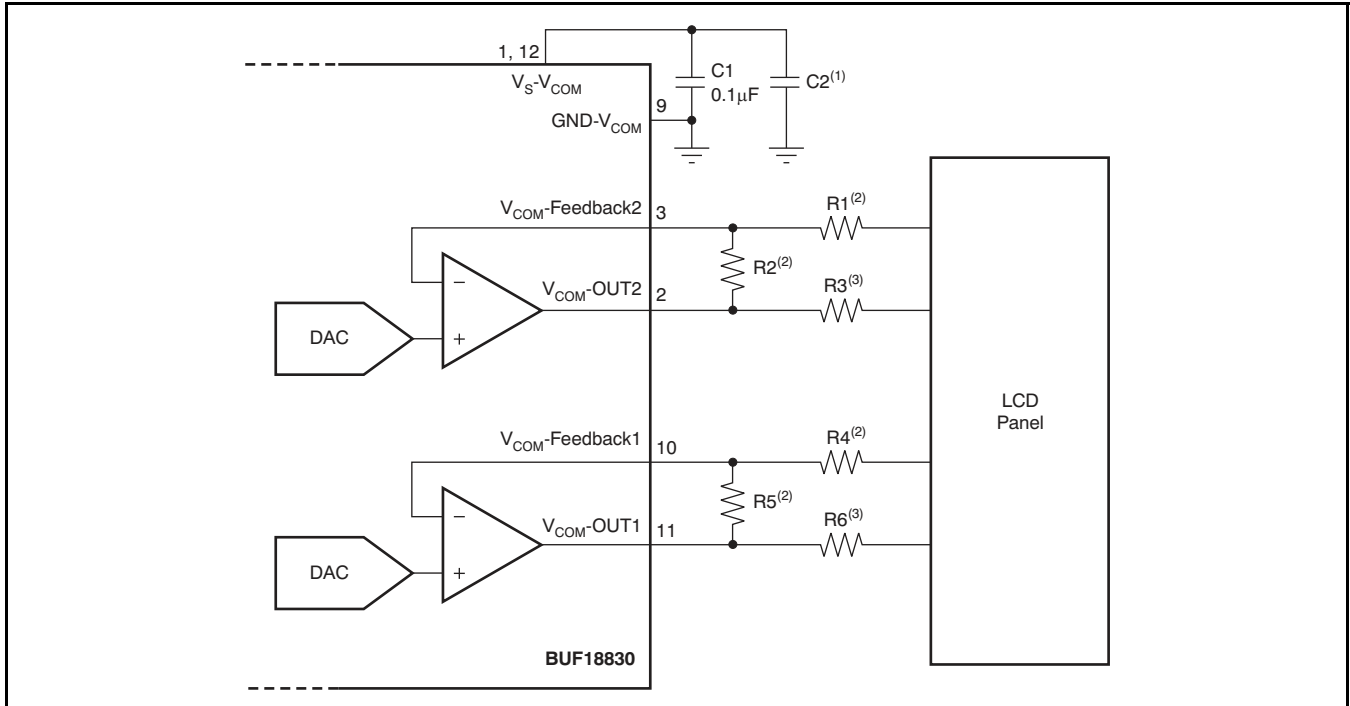 1, 12
V_S-V_COM
C1
0.1μF
C2(1)
9
GND-V_COM
V_COM-Feedback2
3
R1(2)
R2(2)
−
V_COM-OUT2
2
R3(3)
DAC
+
LCD
Panel
V_COM-Feedback1
10
R4(2)
R5(2)
−
V_COM-OUT1
11
R6(3)
DAC
+
BUF18830